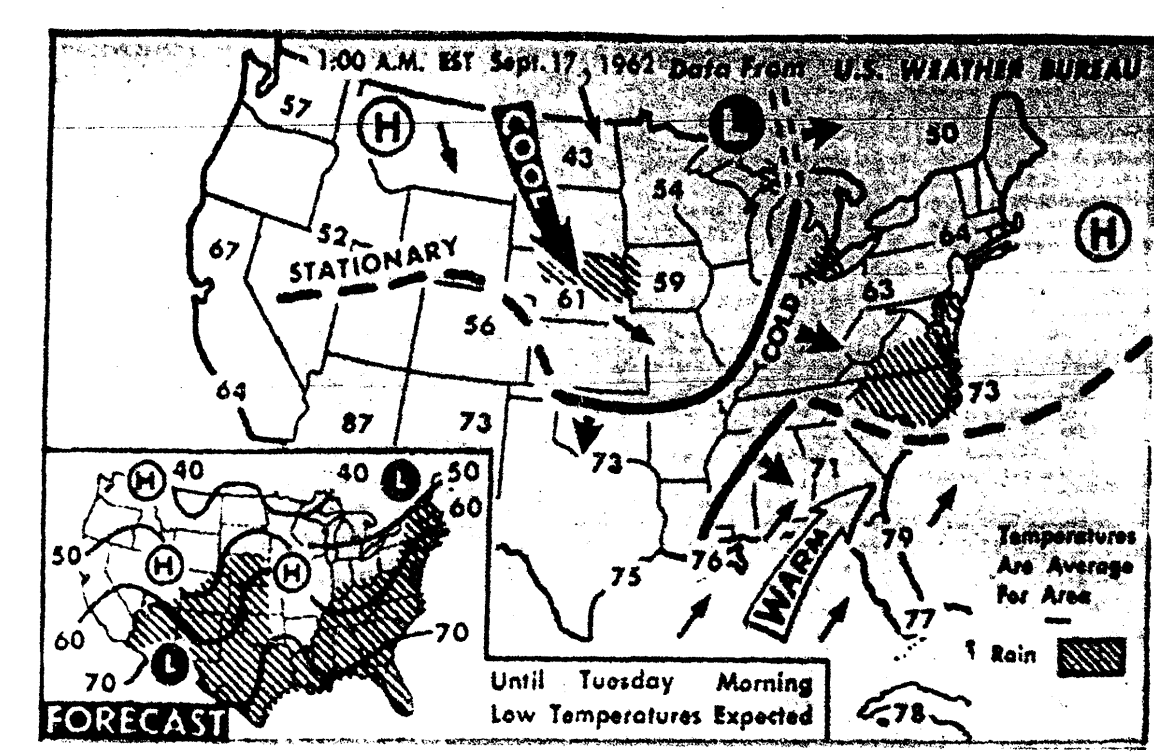 1:00 A.M. EST Sept. 17, 1962 Data From U.S. WEATHER BUREAU
57
H
COOL
43
L
50
54
52
67
STATIONARY
64
H
61
59
63
56
COLD
64
73
87
73
73
71
76
75
WARM
79
77
78
Temperatures
Are Average
For Area
Rain
H
40
40
L
50
60
50
H
H
60
70
L
70
FORECAST
Until Tuesday Morning
Low Temperatures Expected